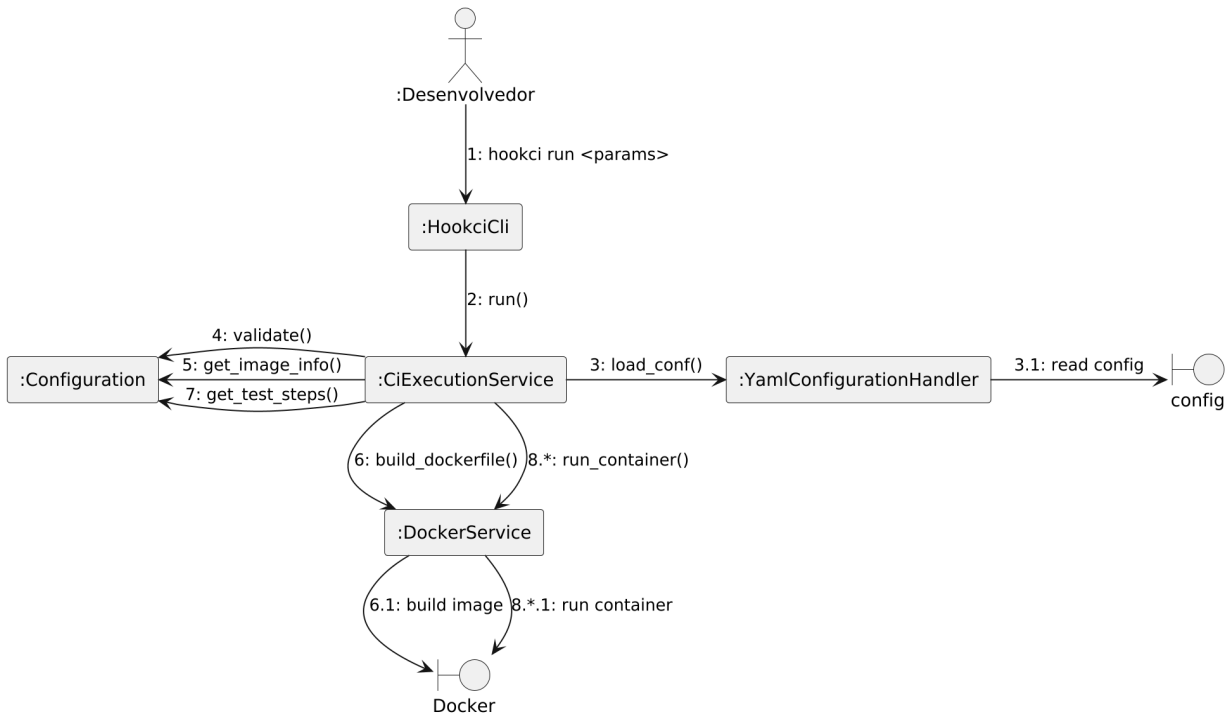 :Desenvolvedor
1: hookci run <params>
:HookciCli
2: run()
4: validate()
5: get_image_info()
7: get_test_steps()
:Configuration
:CiExecutionService
3: load_conf()
:YamlConfigurationHandler
3.1: read config
config
6: build_dockerfile()
8.*: run_container()
:DockerService
6.1: build image
8.*.1: run container
Docker